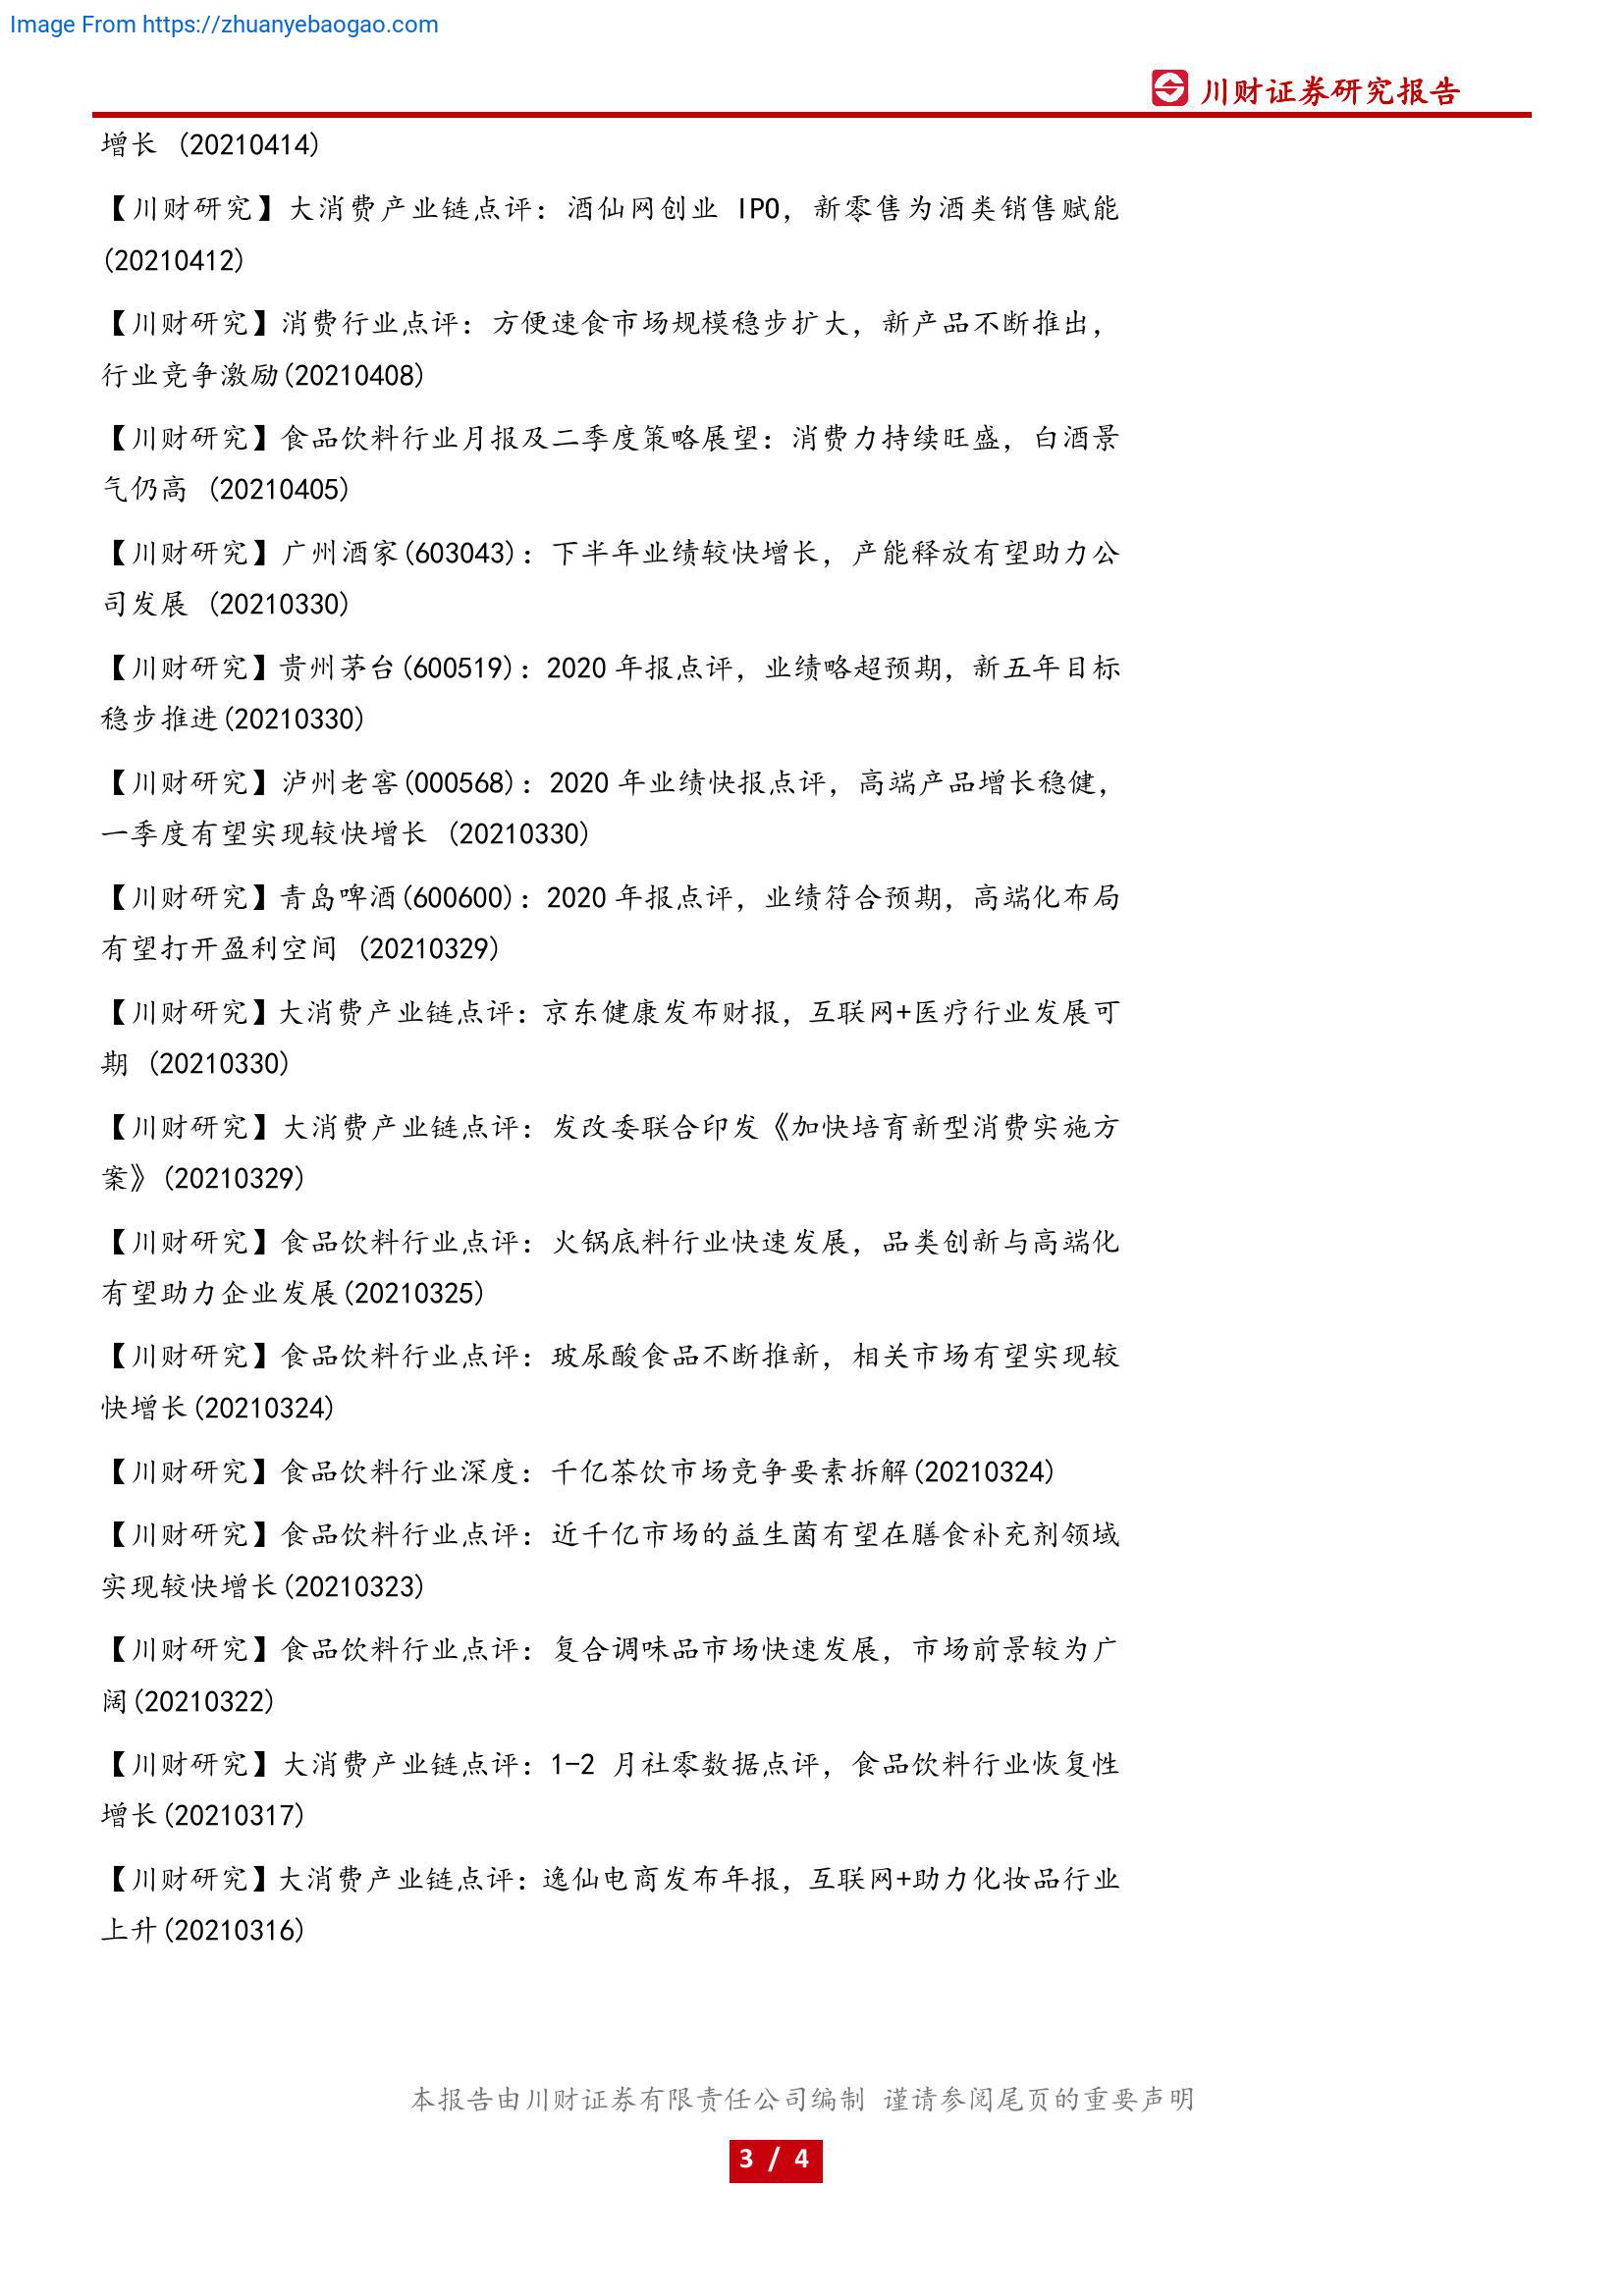 Image From https://zhuanyebaogao.com
川财证券研究报告
增长 (20210414)
【川财研究】大消费产业链点评：酒仙网创业 IPO，新零售为酒类销售赋能
(20210412)
【川财研究】消费行业点评：方便速食市场规模稳步扩大，新产品不断推出，
行业竞争激励(20210408)
【川财研究】食品饮料行业月报及二季度策略展望：消费力持续旺盛，白酒景
气仍高 (20210405)
【川财研究】广州酒家(603043)：下半年业绩较快增长，产能释放有望助力公
司发展 (20210330)
【川财研究】贵州茅台(600519)：2020 年报点评，业绩略超预期，新五年目标
稳步推进(20210330)
【川财研究】泸州老窖(000568)：2020 年业绩快报点评，高端产品增长稳健，
一季度有望实现较快增长 (20210330)
【川财研究】青岛啤酒(600600)：2020 年报点评，业绩符合预期，高端化布局
有望打开盈利空间 (20210329)
【川财研究】大消费产业链点评：京东健康发布财报，互联网+医疗行业发展可
期 (20210330)
【川财研究】大消费产业链点评：发改委联合印发《加快培育新型消费实施方
案》(20210329)
【川财研究】食品饮料行业点评：火锅底料行业快速发展，品类创新与高端化
有望助力企业发展(20210325)
【川财研究】食品饮料行业点评：玻尿酸食品不断推新，相关市场有望实现较
快增长(20210324)
【川财研究】食品饮料行业深度：千亿茶饮市场竞争要素拆解(20210324)
【川财研究】食品饮料行业点评：近千亿市场的益生菌有望在膳食补充剂领域
实现较快增长(20210323)
【川财研究】食品饮料行业点评：复合调味品市场快速发展，市场前景较为广
阔(20210322)
【川财研究】大消费产业链点评：1-2 月社零数据点评，食品饮料行业恢复性
增长(20210317)
【川财研究】大消费产业链点评：逸仙电商发布年报，互联网+助力化妆品行业
上升(20210316)
本报告由川财证券有限责任公司编制 谨请参阅尾页的重要声明
3 / 4